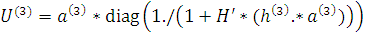 U⁽³⁾ = a⁽³⁾ * diag(1./(1 + H′ * (h⁽³⁾.* a⁽³⁾)))